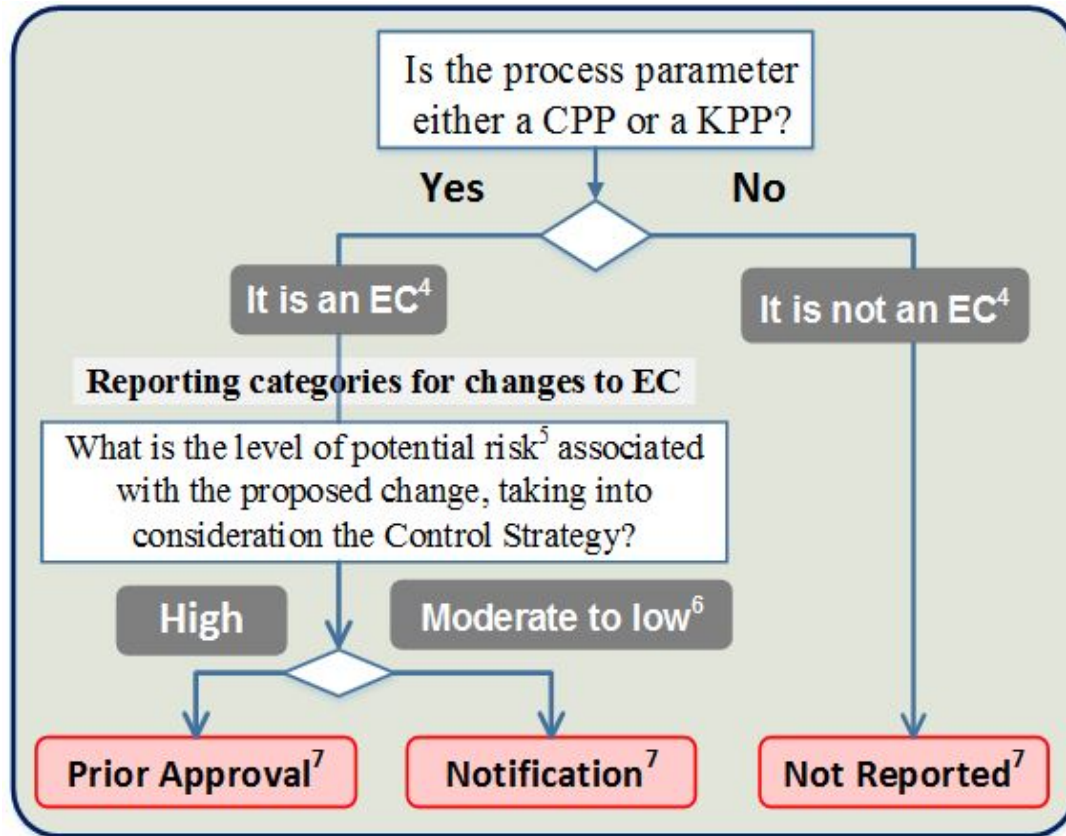 Is the process parameter
either a CPP or a KPP?
Yes
No
It is an EC⁴
It is not an EC⁴
Reporting categories for changes to EC
What is the level of potential risk⁵ associated
with the proposed change, taking into
consideration the Control Strategy?
High
Moderate to low⁶
Prior Approval⁷
Notification⁷
Not Reported⁷